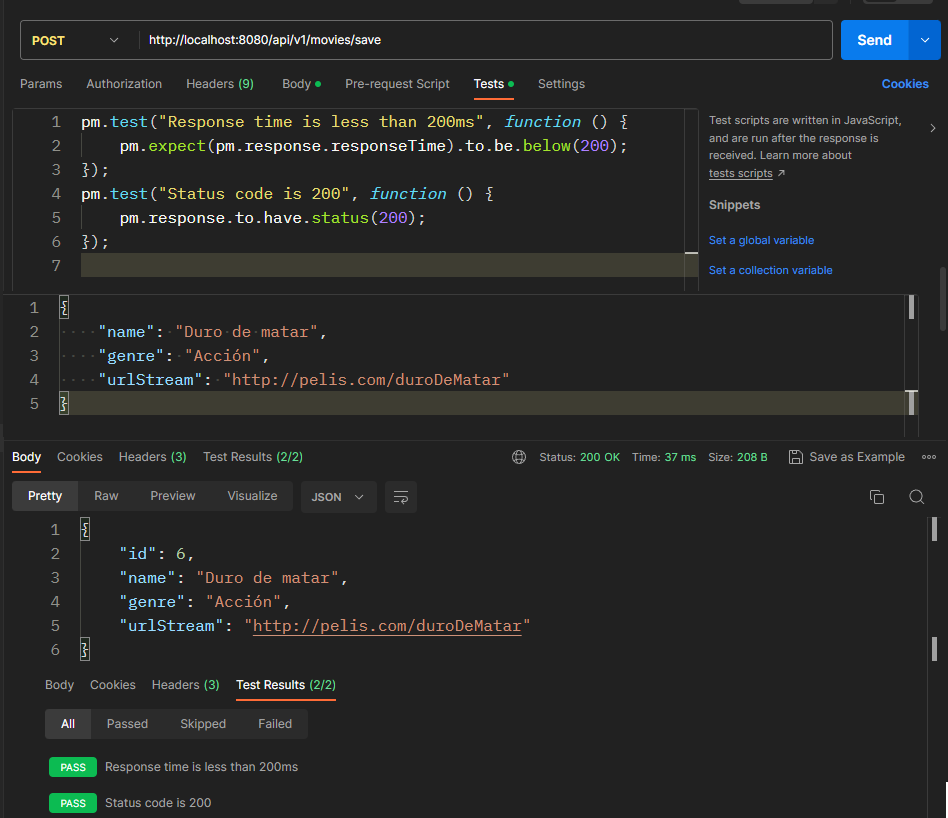 POST http://localhost:8080/api/v1/movies/save Send
Params Authorization Headers (9) Body Pre-request Script Tests Settings Cookies
1 pm.test("Response time is less than 200ms", function () {
2 pm.expect(pm.response.responseTime).to.be.below(200);
3 });
4 pm.test("Status code is 200", function () {
5 pm.response.to.have.status(200);
6 });
7
Test scripts are written in JavaScript,
and are run after the response is
received. Learn more about
tests scripts ↗
Snippets
Set a global variable
Set a collection variable
1 {
2 "name": "Duro de matar",
3 "genre": "Acción",
4 "urlStream": "http://pelis.com/duroDeMatar"
5 }
Body Cookies Headers (3) Test Results (2/2) Status: 200 OK Time: 37 ms Size: 208 B Save as Example
Pretty Raw Preview Visualize JSON
1 {
2 "id": 6,
3 "name": "Duro de matar",
4 "genre": "Acción",
5 "urlStream": "http://pelis.com/duroDeMatar"
6 }
Body Cookies Headers (3) Test Results (2/2)
All Passed Skipped Failed
PASS Response time is less than 200ms
PASS Status code is 200